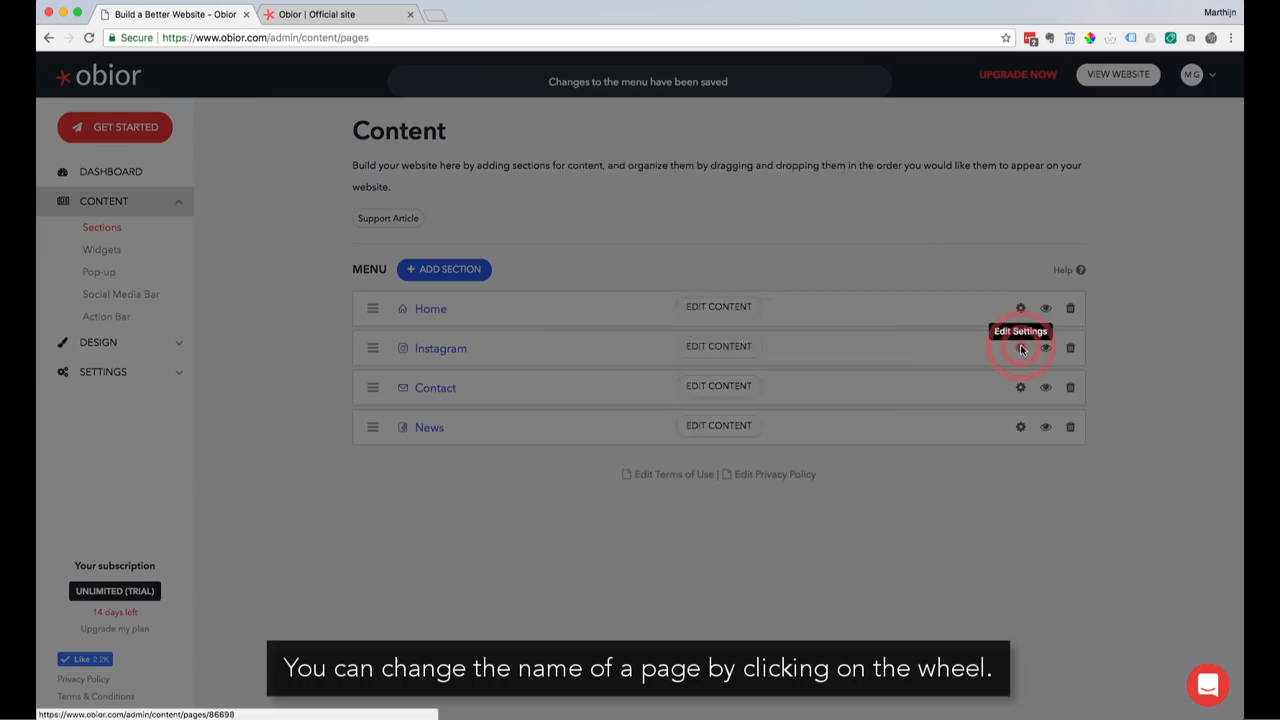 Build a Better Website - Obior
Obior | Official site
Marthijn
Secure
https://www.obior.com/admin/content/pages
2
obior
Changes to the menu have been saved
UPGRADE NOW
VIEW WEBSITE
M G
GET STARTED
DASHBOARD
CONTENT
Sections
Widgets
Pop-up
Social Media Bar
Action Bar
DESIGN
SETTINGS
Content
Build your website here by adding sections for content, and organize them by dragging and dropping them in the order you would like them to appear on your
website.
Support Article
MENU
+ ADD SECTION
Help ?
Home
EDIT CONTENT
Edit Settings
Instagram
EDIT CONTENT
Contact
EDIT CONTENT
News
EDIT CONTENT
Edit Terms of Use | Edit Privacy Policy
Your subscription
UNLIMITED (TRIAL)
14 days left
Upgrade my plan
Like 2.2K
Privacy Policy
Terms & Conditions
You can change the name of a page by clicking on the wheel.
https://www.obior.com/admin/content/pages/86698